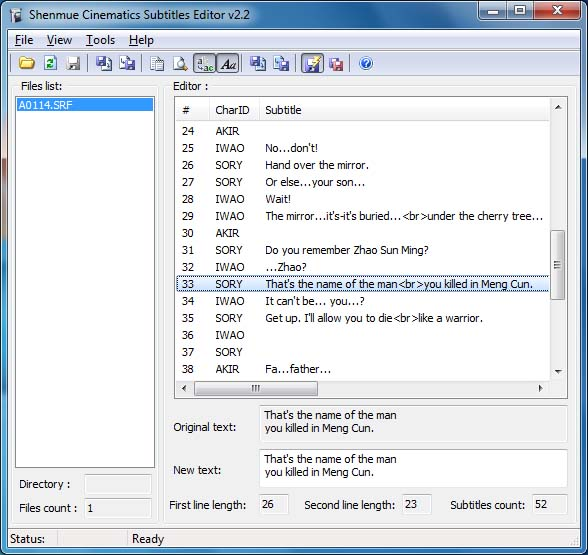 Shenmue Cinematics Subtitles Editor v2.2
File View Tools Help
Files list:
A0114.SRF
Editor :
# CharID Subtitle
24 AKIR
25 IWAO No...don't!
26 SORY Hand over the mirror.
27 SORY Or else...your son...
28 IWAO Wait!
29 IWAO The mirror...it's-it's buried...<br>under the cherry tree...
30 AKIR
31 SORY Do you remember Zhao Sun Ming?
32 IWAO ...Zhao?
33 SORY That's the name of the man<br>you killed in Meng Cun.
34 IWAO It can't be... you...?
35 SORY Get up. I'll allow you to die<br>like a warrior.
36 IWAO
37 SORY
38 AKIR Fa...father...
Original text:
That's the name of the man
you killed in Meng Cun.
New text:
That's the name of the man
you killed in Meng Cun.
Directory :
Files count : 1
First line length: 26 Second line length: 23 Subtitles count: 52
Status: Ready